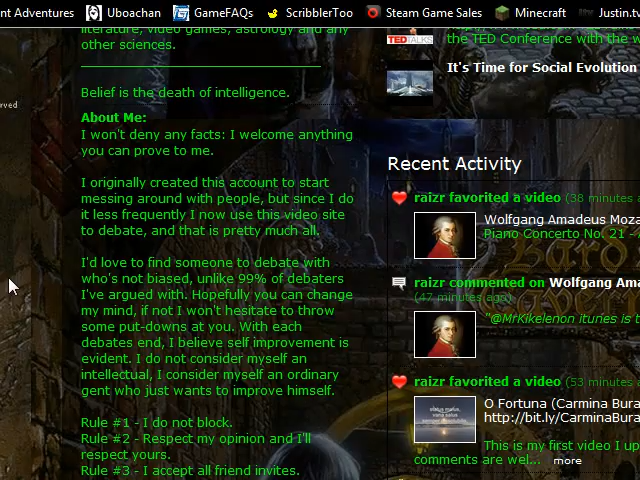 nt Adventures Uboachan GameFAQs ScribblerToo Steam Game Sales Minecraft Justin.tv
literature, video games, astrology and any
other sciences.
Belief is the death of intelligence.
About Me:
I won't deny any facts: I welcome anything
you can prove to me.
I originally created this account to start
messing around with people, but since I do
it less frequently I now use this video site
to debate, and that is pretty much all.
I'd love to find someone to debate with
who's not biased, unlike 99% of debaters
I've argued with. Hopefully you can change
my mind, if not I won't hesitate to throw
some put-downs at you. With each
debates end, I believe self improvement is
evident. I do not consider myself an
intellectual, I consider myself an ordinary
gent who just wants to improve himself.
Rule #1 - I do not block.
Rule #2 - Respect my opinion and I'll
respect yours.
Rule #3 - I accept all friend invites.
rved
TEDTALKS
the TED Conference with the w
It's Time for Social Evolution
Recent Activity
raizr favorited a video (38 minutes a
Wolfgang Amadeus Moza
Piano Concerto No. 21 -
raizr commented on Wolfgang Ama
(47 minutes ago)
"@MrKikelenon itunes is t
raizr favorited a video (53 minutes a
O Fortuna (Carmina Bura
http://bit.ly/CarminaBura
This is my first video I up
comments are wel... more